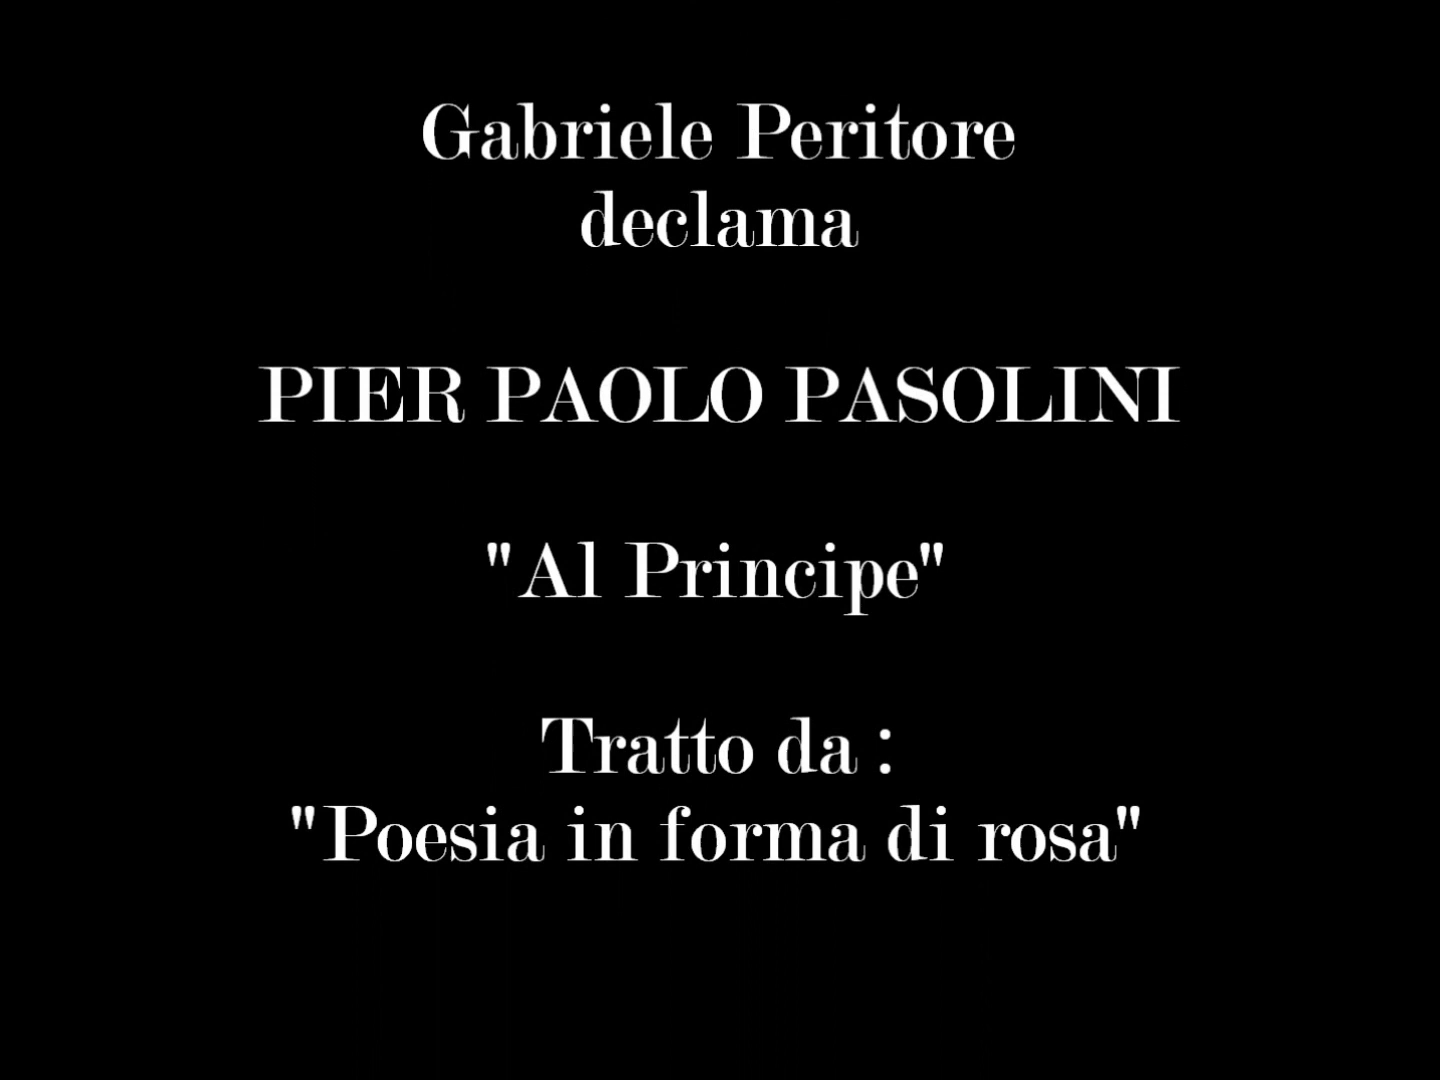 Gabriele Peritore
declama
PIER PAOLO PASOLINI
"Al Principe"
Tratto da :
"Poesia in forma di rosa"